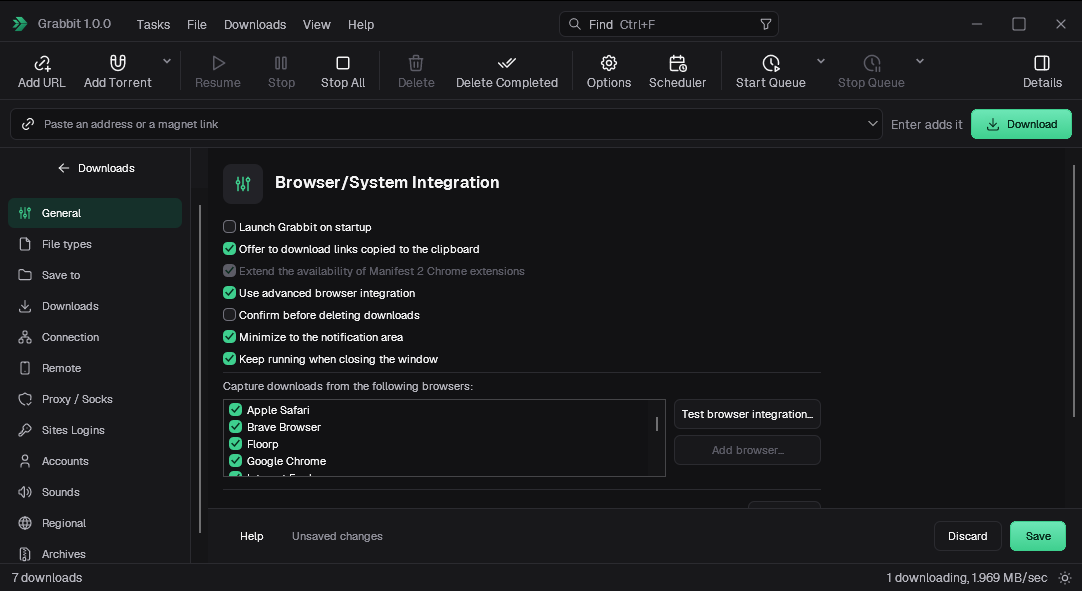 Grabbit 1.0.0
Tasks
File
Downloads
View
Help
Find Ctrl+F
Add URL
Add Torrent
Resume
Stop
Stop All
Delete
Delete Completed
Options
Scheduler
Start Queue
Stop Queue
Details
Paste an address or a magnet link
Enter adds it
Download
Downloads
General
File types
Save to
Downloads
Connection
Remote
Proxy / Socks
Sites Logins
Accounts
Sounds
Regional
Archives
Browser/System Integration
Launch Grabbit on startup
Offer to download links copied to the clipboard
Extend the availability of Manifest 2 Chrome extensions
Use advanced browser integration
Confirm before deleting downloads
Minimize to the notification area
Keep running when closing the window
Capture downloads from the following browsers:
Apple Safari
Brave Browser
Floorp
Google Chrome
Test browser integration...
Add browser...
Help
Unsaved changes
Discard
Save
7 downloads
1 downloading, 1.969 MB/sec